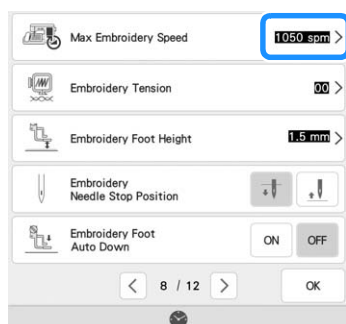 Max Embroidery Speed 1050 spm >
Embroidery Tension 00 >
Embroidery Foot Height 1.5 mm >
Embroidery
Needle Stop Position
Embroidery Foot
Auto Down ON OFF
< 8 / 12 > OK